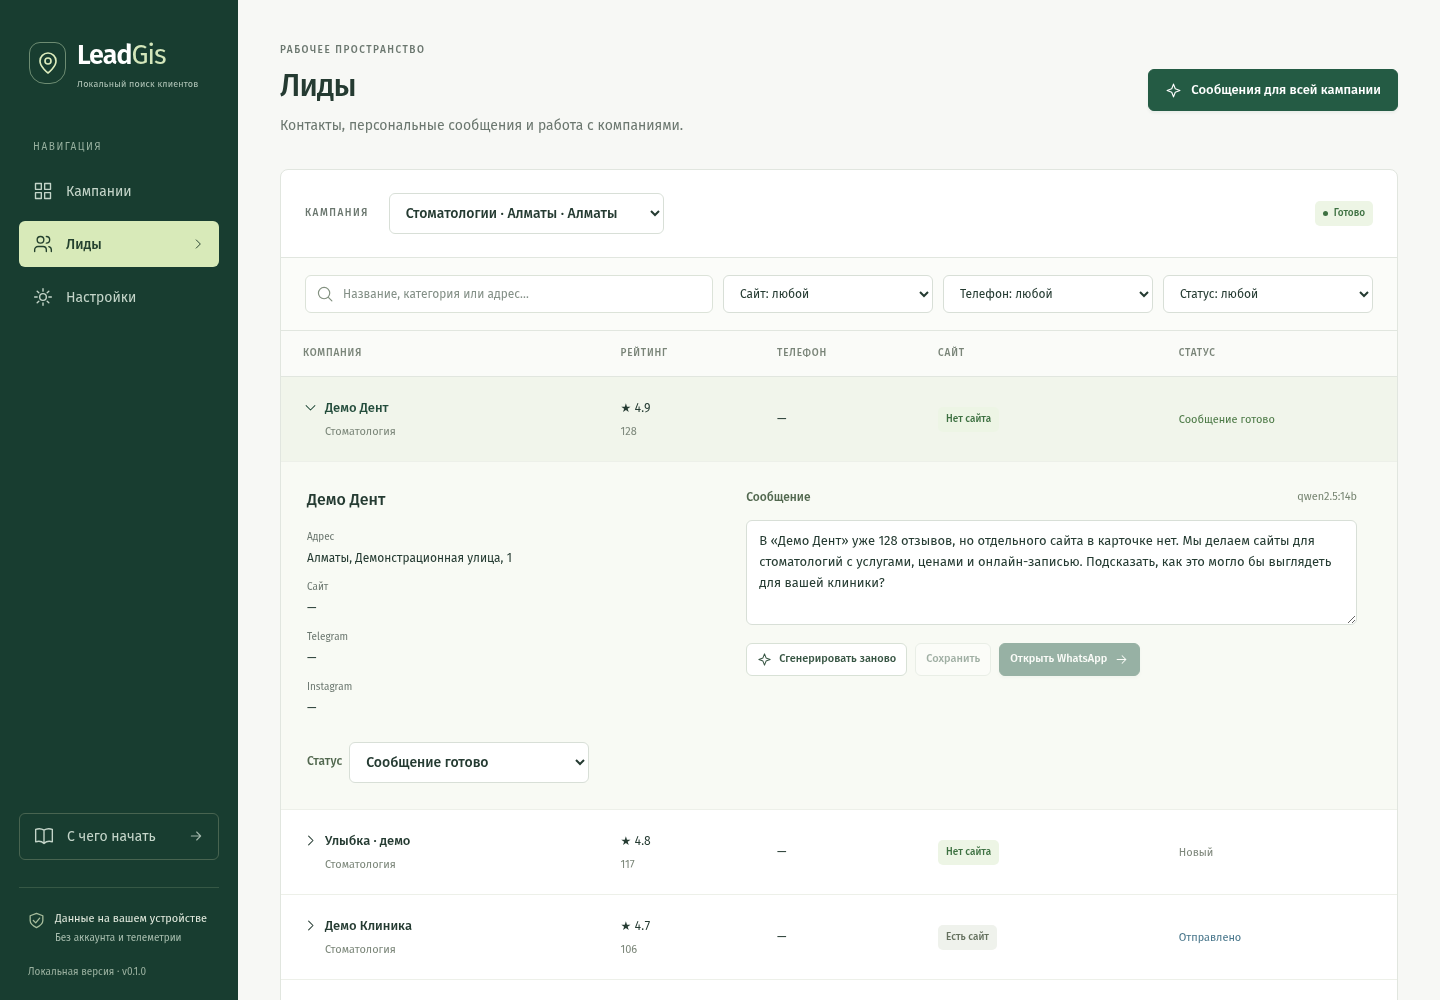 LeadGis
Локальный поиск клиентов
НАВИГАЦИЯ
Кампании
Лиды
Настройки
С чего начать
Данные на вашем устройстве
Без аккаунта и телеметрии
Локальная версия · v0.1.0
РАБОЧЕЕ ПРОСТРАНСТВО
Лиды
Контакты, персональные сообщения и работа с компаниями.
Сообщения для всей кампании
КАМПАНИЯ
Стоматологии · Алматы · Алматы
Готово
Название, категория или адрес...
Сайт: любой
Телефон: любой
Статус: любой
КОМПАНИЯ РЕЙТИНГ ТЕЛЕФОН САЙТ СТАТУС
Демо Дент
Стоматология
★ 4.9
128
—
Нет сайта
Сообщение готово
Демо Дент
Адрес
Алматы, Демонстрационная улица, 1
Сайт
—
Telegram
—
Instagram
—
Статус
Сообщение готово
Сообщение
qwen2.5:14b
В «Демо Дент» уже 128 отзывов, но отдельного сайта в карточке нет. Мы делаем сайты для
стоматологий с услугами, ценами и онлайн-записью. Подсказать, как это могло бы выглядеть
для вашей клиники?
Сгенерировать заново
Сохранить
Открыть WhatsApp
Улыбка · демо
Стоматология
★ 4.8
117
—
Нет сайта
Новый
Демо Клиника
Стоматология
★ 4.7
106
—
Есть сайт
Отправлено